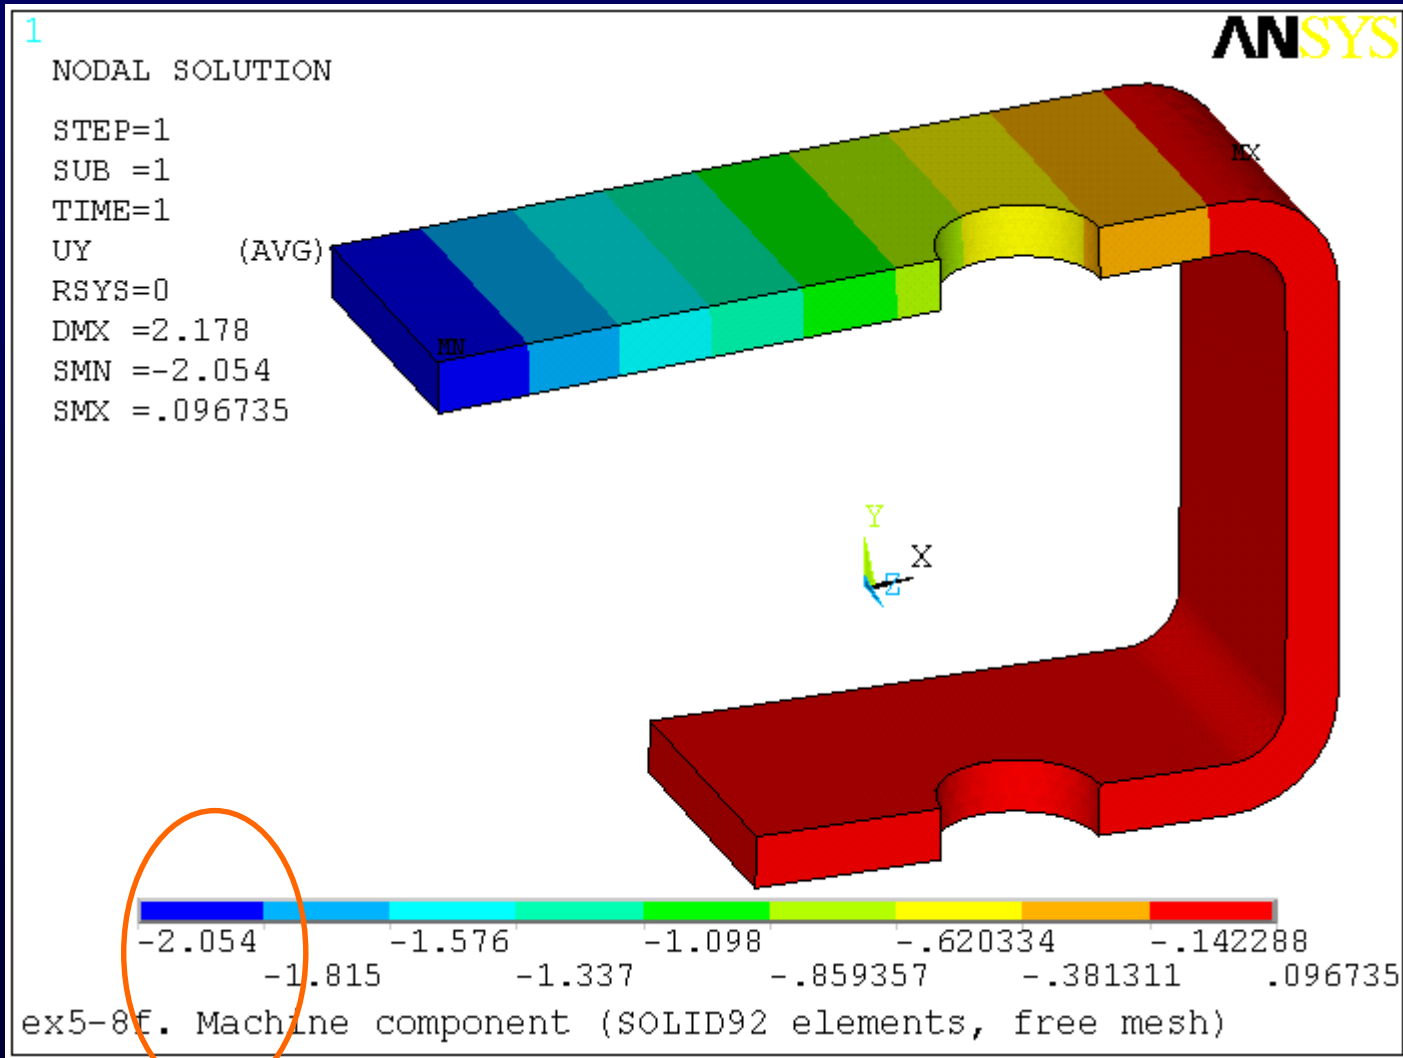 1
ANSYS
NODAL SOLUTION
STEP=1
SUB =1
TIME=1
UY (AVG)
RSYS=0
DMX =2.178
SMN =-2.054
SMX =.096735
MX
MN
Y
X
Z
-2.054 -1.576 -1.098 -.620334 -.142288
-1.815 -1.337 -.859357 -.381311 .096735
ex5-8f. Machine component (SOLID92 elements, free mesh)